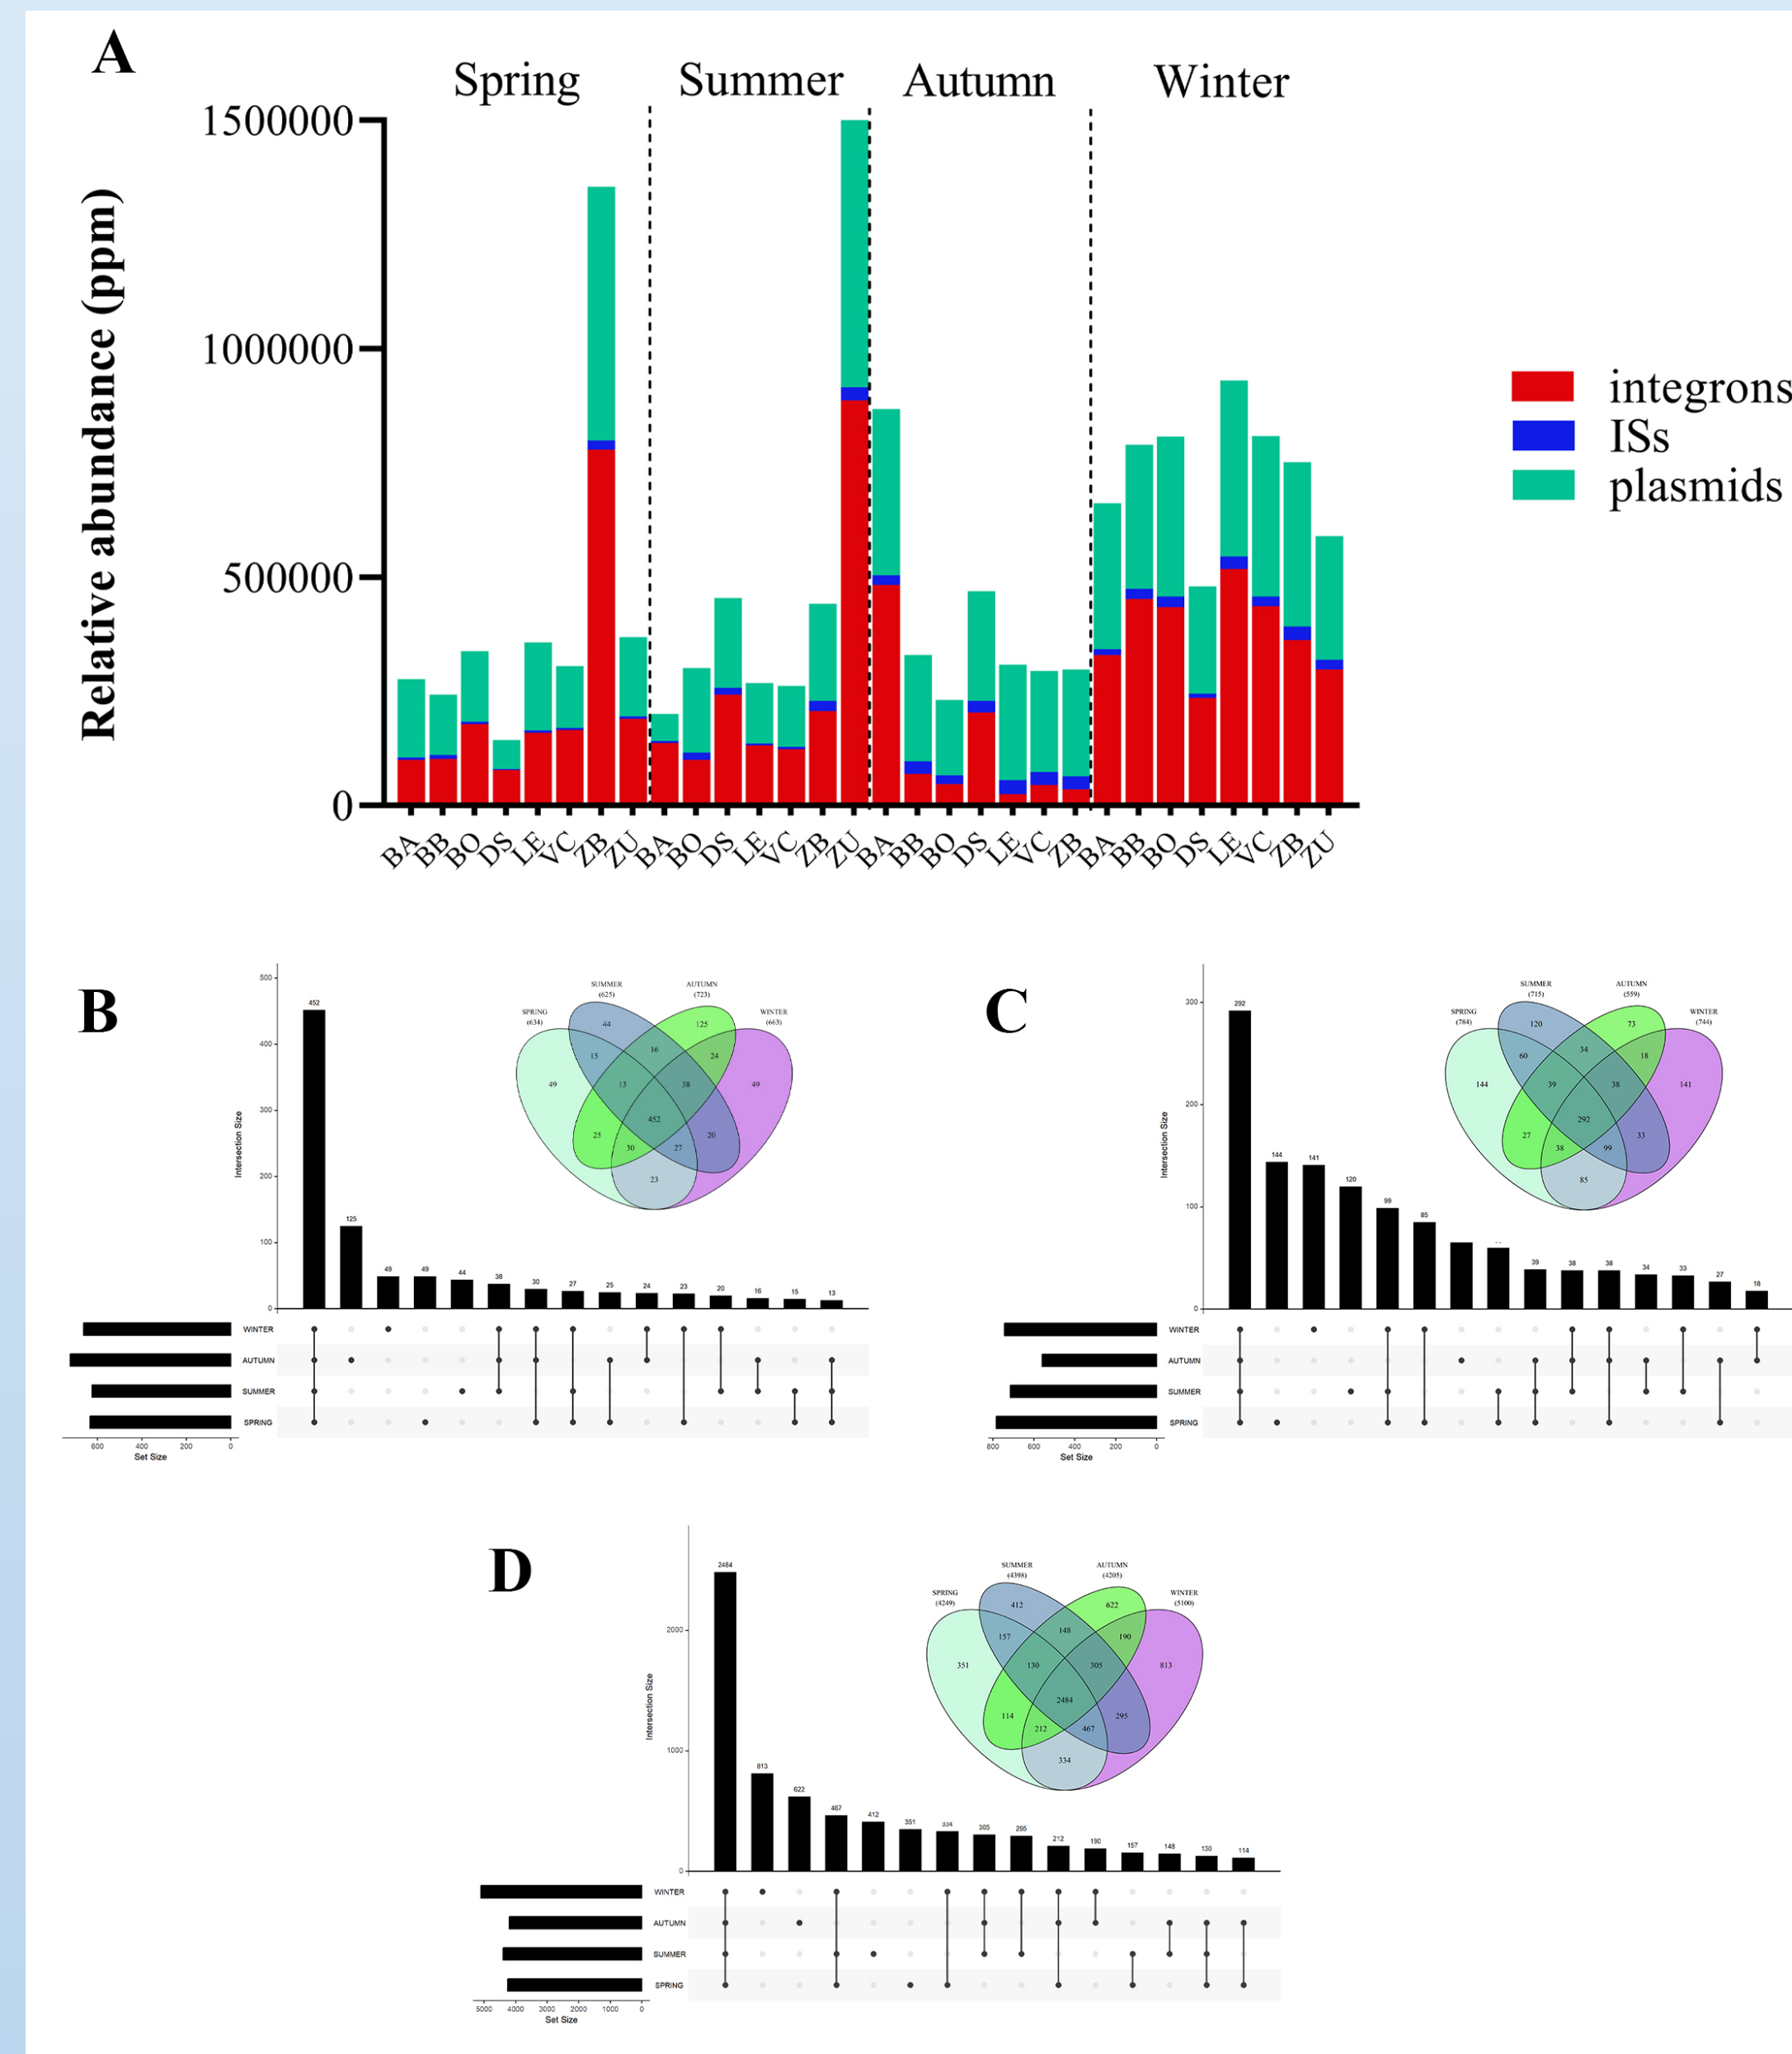 A
Spring Summer Autumn Winter
1500000
1000000
500000
0
Relative abundance (ppm)
integrons
ISs
plasmids
BA BB BO DS LE VC ZB ZU BA BO DS LE VC ZB ZU BA BB BO DS LE VC ZB BA BB BO DS LE VC ZB ZU
B
500
400
300
200
100
0
Intersection Size
452 125 49 49 44 38 30 27 25 24 23 20 16 15 13
SUMMER
(625)
AUTUMN
(723)
SPRING
(634)
WINTER
(663)
44 125
15 16 24
49 13 38 49
452
25 30 27 20
23
WINTER
AUTUMN
SUMMER
SPRING
600 400 200 0
Set Size
C
300
200
100
0
Intersection Size
292 144 141 120 99 85 39 38 38 34 33 27 18
SUMMER
(715)
AUTUMN
(559)
SPRING
(784)
WINTER
(744)
120 73
60 34 18
144 39 38 141
292
27 38 99 33
85
WINTER
AUTUMN
SUMMER
SPRING
800 600 400 200 0
Set Size
D
2000
1000
0
Intersection Size
2484 813 622 467 412 351 334 305 295 212 190 157 148 130 114
SUMMER
(4398)
AUTUMN
(4205)
SPRING
(4249)
WINTER
(5100)
412 622
157 148 190
351 130 305 813
2484
114 212 467 295
334
WINTER
AUTUMN
SUMMER
SPRING
5000 4000 3000 2000 1000 0
Set Size